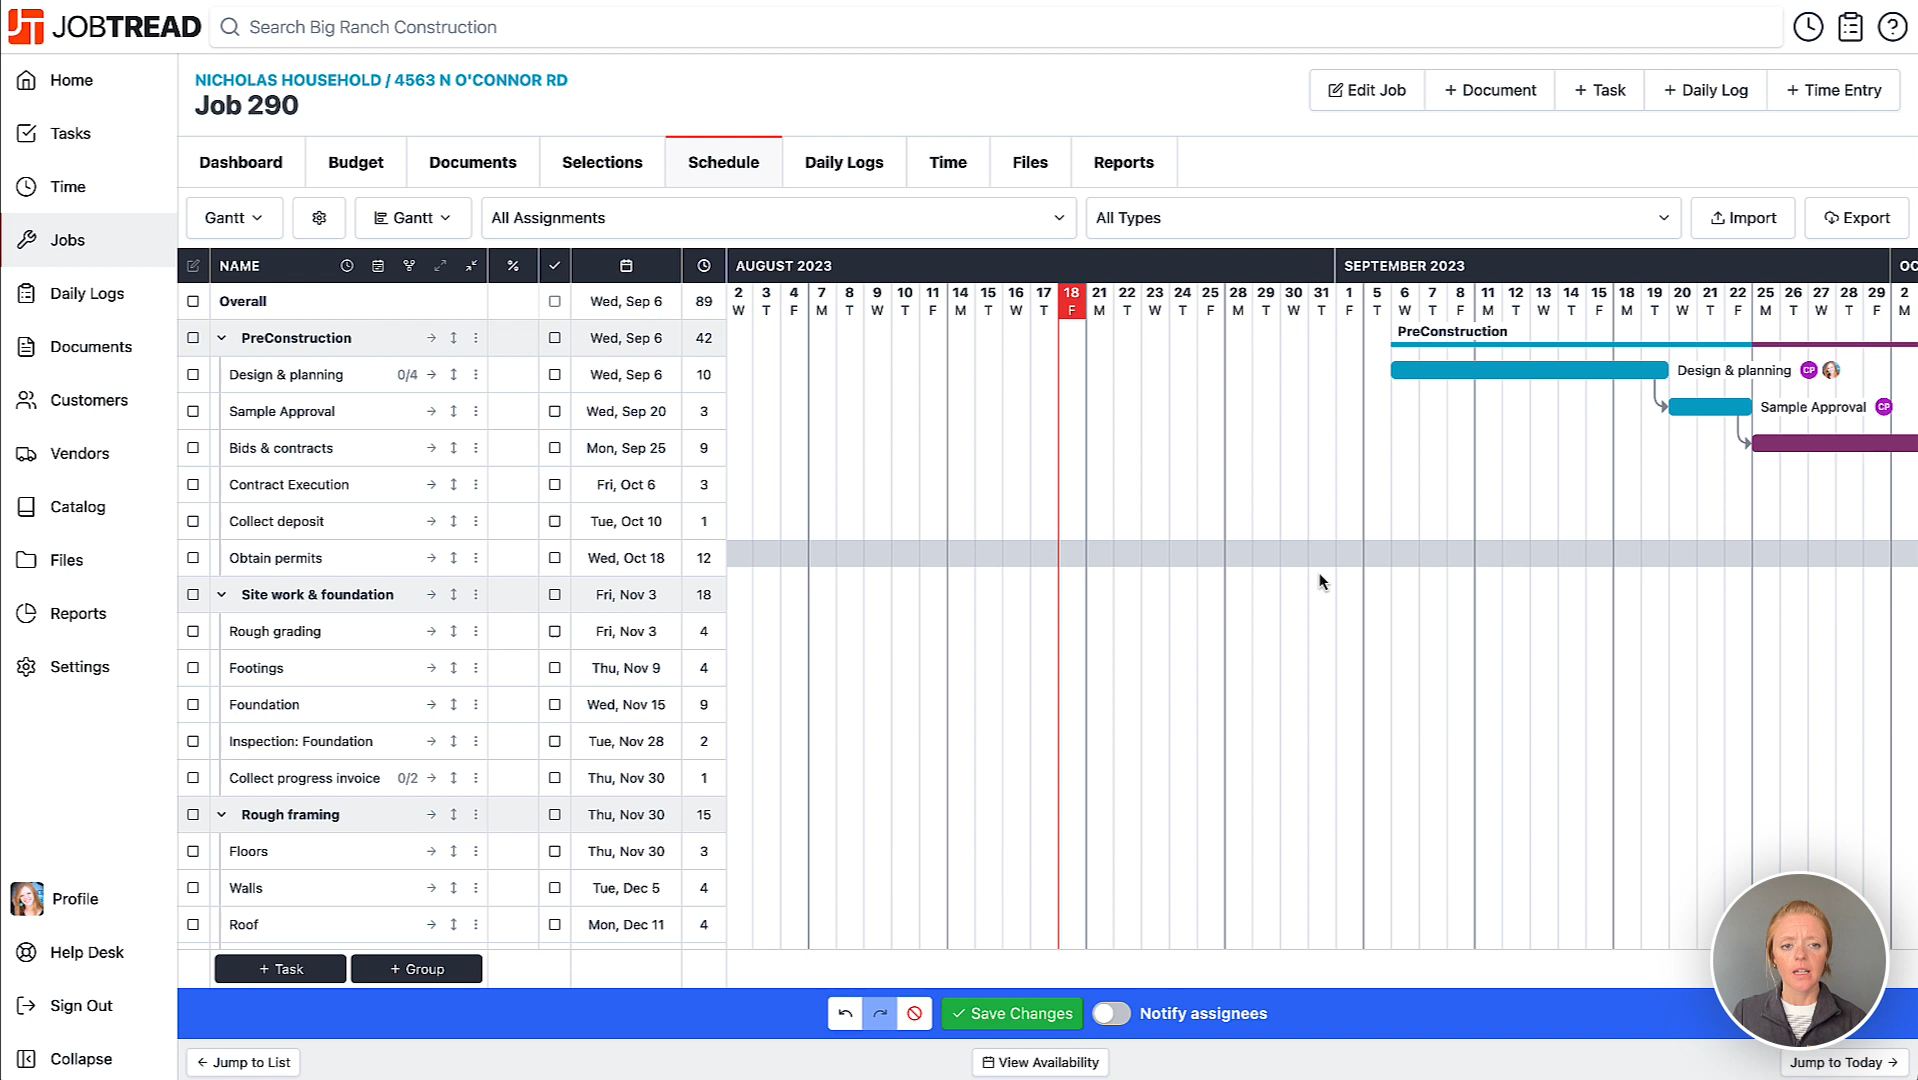 JOBTREAD
Search Big Ranch Construction
Home
Tasks
Time
Jobs
Daily Logs
Documents
Customers
Vendors
Catalog
Files
Reports
Settings
Profile
Help Desk
Sign Out
Collapse
NICHOLAS HOUSEHOLD / 4563 N O'CONNOR RD
Job 290
Edit Job
+ Document
+ Task
+ Daily Log
+ Time Entry
Dashboard
Budget
Documents
Selections
Schedule
Daily Logs
Time
Files
Reports
Gantt
Gantt
All Assignments
All Types
Import
Export
NAME %
AUGUST 2023 SEPTEMBER 2023 OC
2 3 4 7 8 9 10 11 14 15 16 17 18 21 22 23 24 25 28 29 30 31 1 5 6 7 8 11 12 13 14 15 18 19 20 21 22 25 26 27 28 29 2
W T F M T W T F M T W T F M T W T F M T W T F T W T F M T W T F M T W T F M T W T F M
Overall Wed, Sep 6 89
PreConstruction Wed, Sep 6 42
Design & planning 0/4 Wed, Sep 6 10
Sample Approval Wed, Sep 20 3
Bids & contracts Mon, Sep 25 9
Contract Execution Fri, Oct 6 3
Collect deposit Tue, Oct 10 1
Obtain permits Wed, Oct 18 12
Site work & foundation Fri, Nov 3 18
Rough grading Fri, Nov 3 4
Footings Thu, Nov 9 4
Foundation Wed, Nov 15 9
Inspection: Foundation Tue, Nov 28 2
Collect progress invoice 0/2 Thu, Nov 30 1
Rough framing Thu, Nov 30 15
Floors Thu, Nov 30 3
Walls Tue, Dec 5 4
Roof Mon, Dec 11 4
PreConstruction
Design & planning CP
Sample Approval CP
+ Task
+ Group
Save Changes
Notify assignees
Jump to List
View Availability
Jump to Today